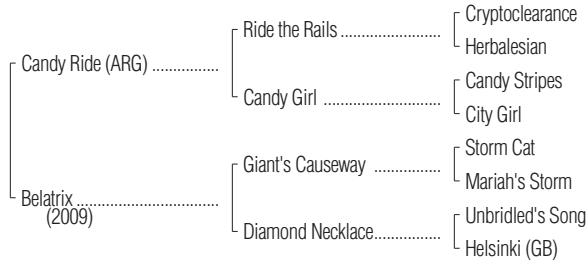 Cryptoclearance
Ride the Rails ....................
Herbalesian
Candy Ride (ARG) ................
Candy Stripes
Candy Girl ........................
City Girl
Storm Cat
Giant's Causeway ................
Mariah's Storm
Belatrix ..............................
(2009)
Unbridled's Song
Diamond Necklace................
Helsinki (GB)